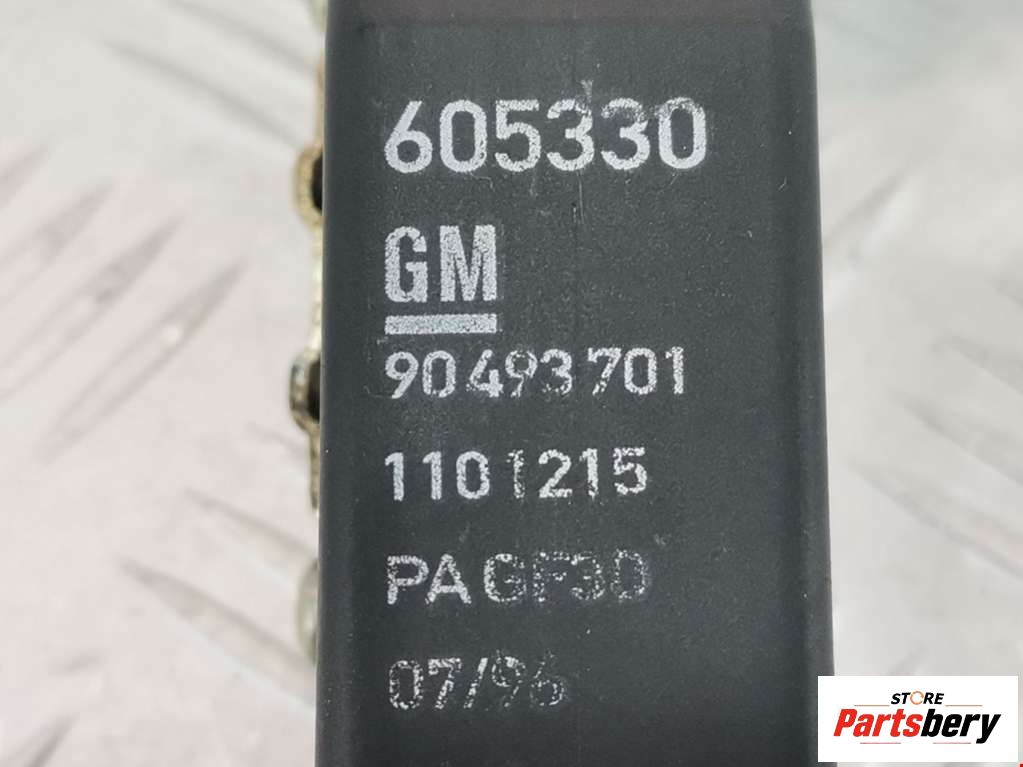 605330
GM
90 493 701
1101215
PA GF30
07/96
STORE
Partsbery